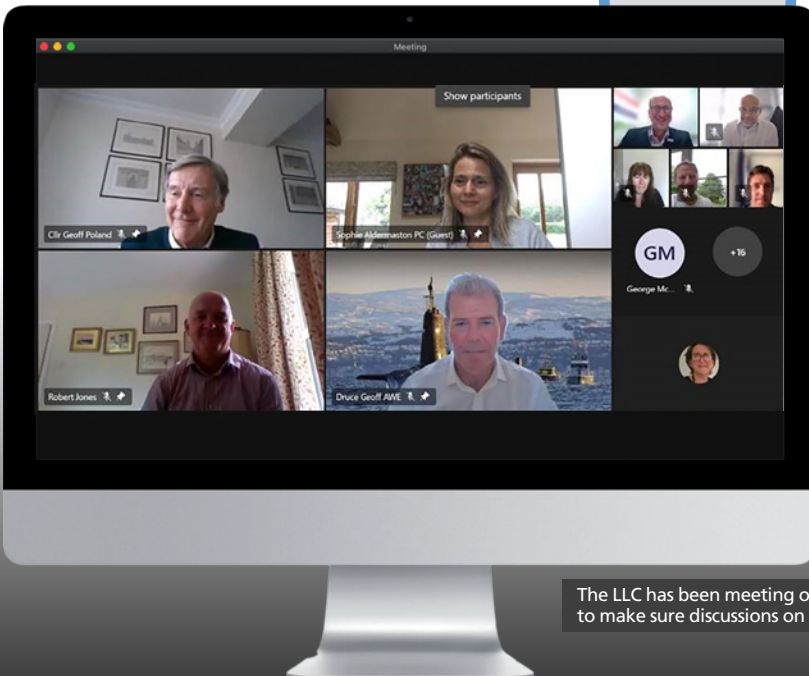 Meeting
Show participants
Cllr Geoff Poland
Sophie Aldermaston PC (Guest)
GM
+16
George Mc...
Robert Jones
Druce Geoff AWE
The LLC has been meeting o
to make sure discussions on